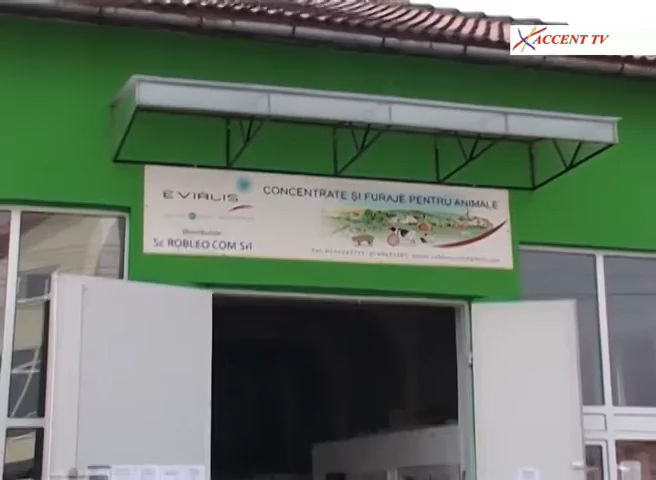 ACCENT TV
EVIALIS
CONCENTRATE ȘI FURAJE PENTRU ANIMALE
Distribuitor
Sc ROBLEO COM Srl